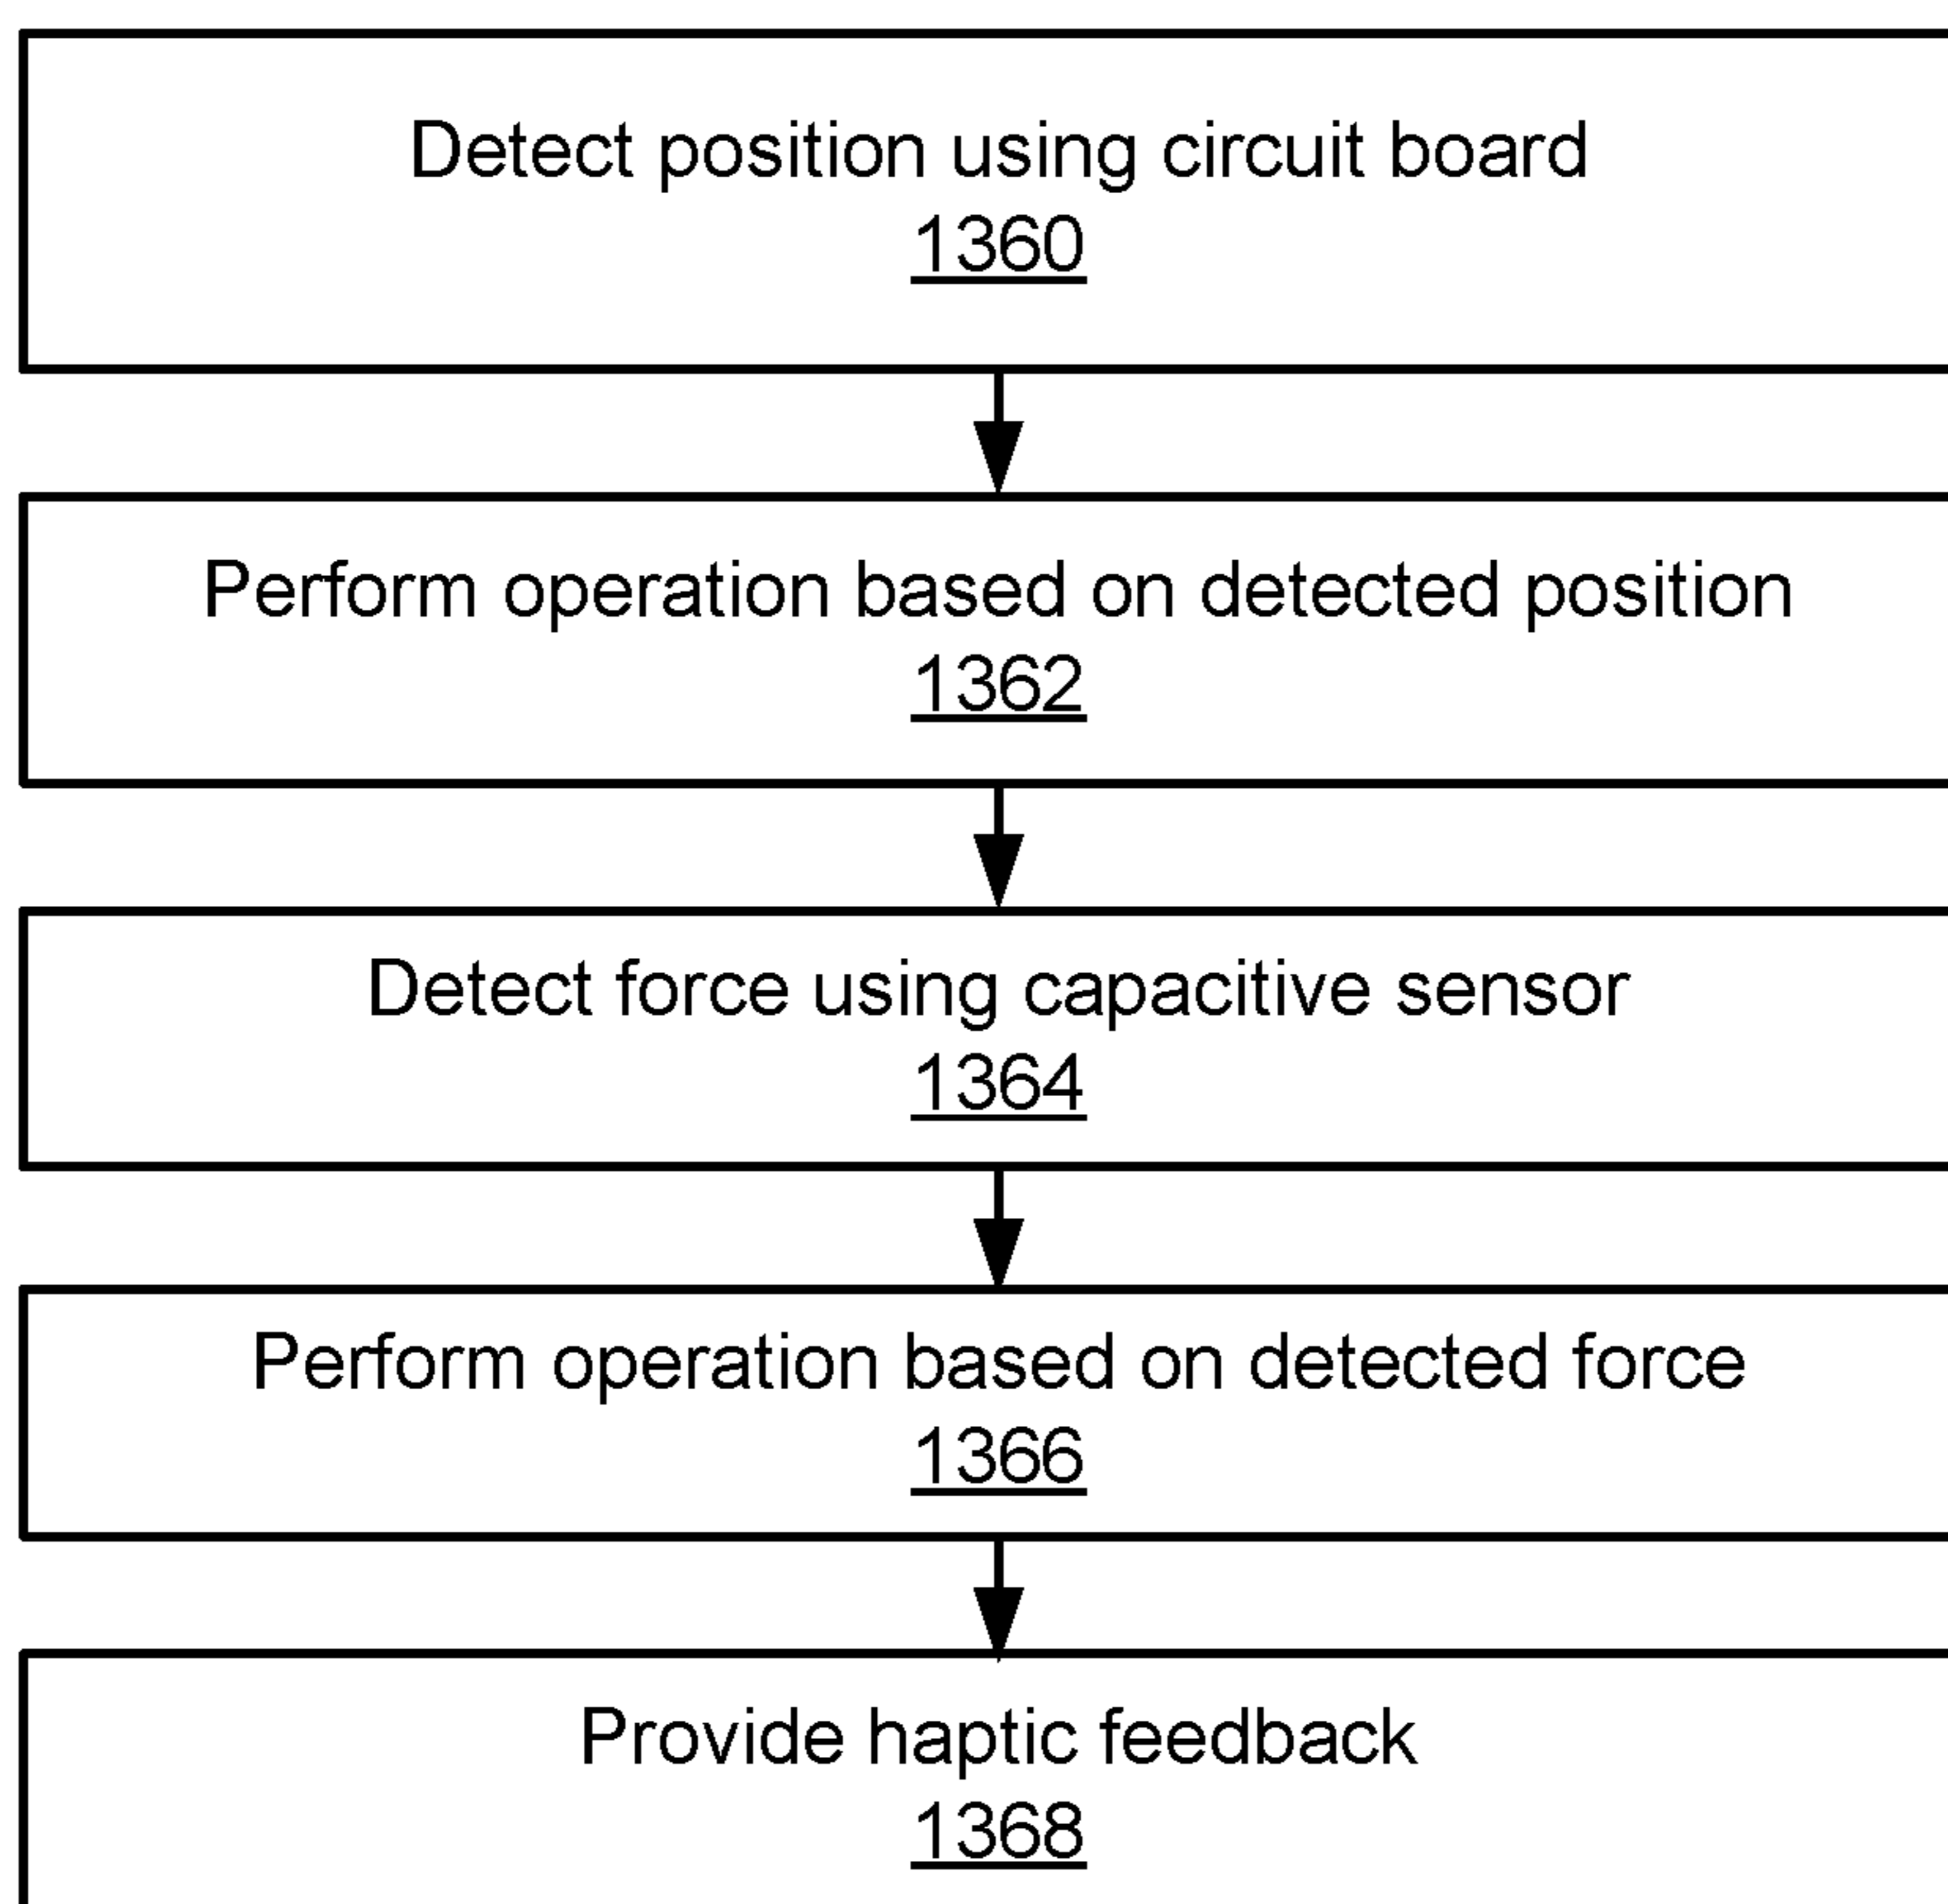 Detect position using circuit board
1360
Perform operation based on detected position
1362
Detect force using capacitive sensor
1364
Perform operation based on detected force
1366
Provide haptic feedback
1368